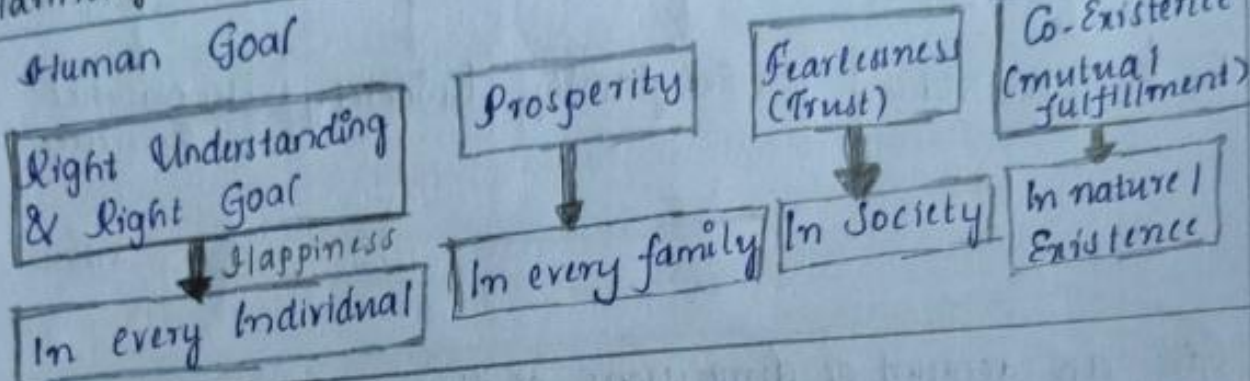 Human Goal
Right Understanding
& Right Goal
Happiness
In every Individual
Prosperity
In every family
Fearlessness
(Trust)
In Society
Co-Existence
(mutual
fulfillment)
In nature/
Existence